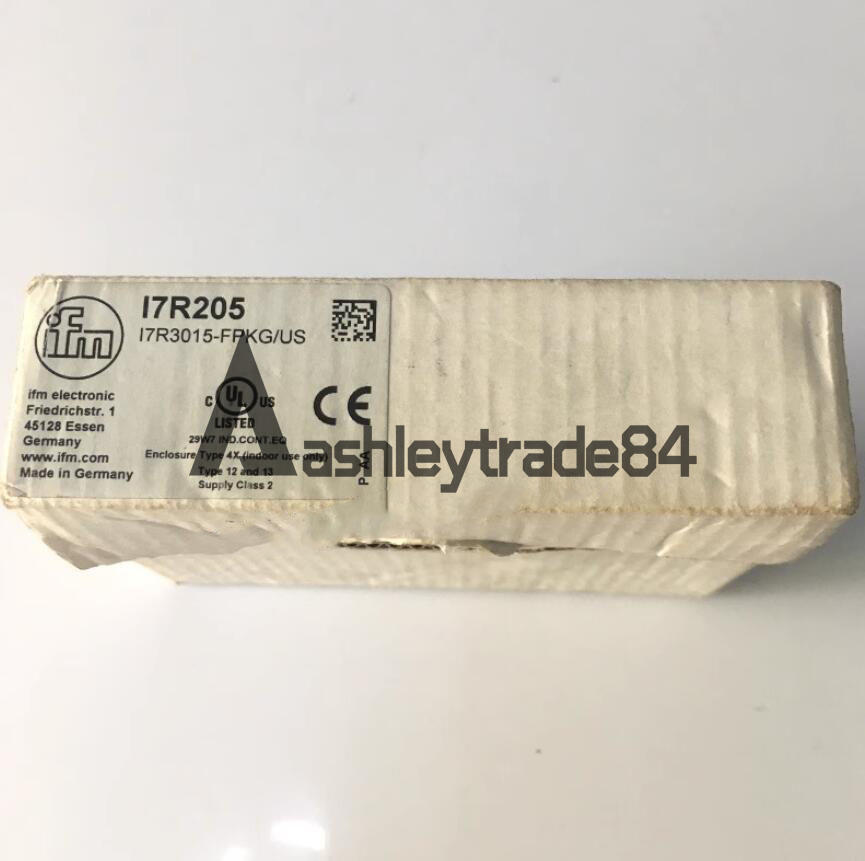 ifm
I7R205
I7R3015-FPKG/US
ifm electronic
Friedrichstr. 1
45128 Essen
Germany
www.ifm.com
Made in Germany
C UL US
LISTED
29W7 IND.CONT.EQ
Enclosure Type 4X (indoor use only)
Type 12 and 13
Supply Class 2
CE
AA
ashleytrade84